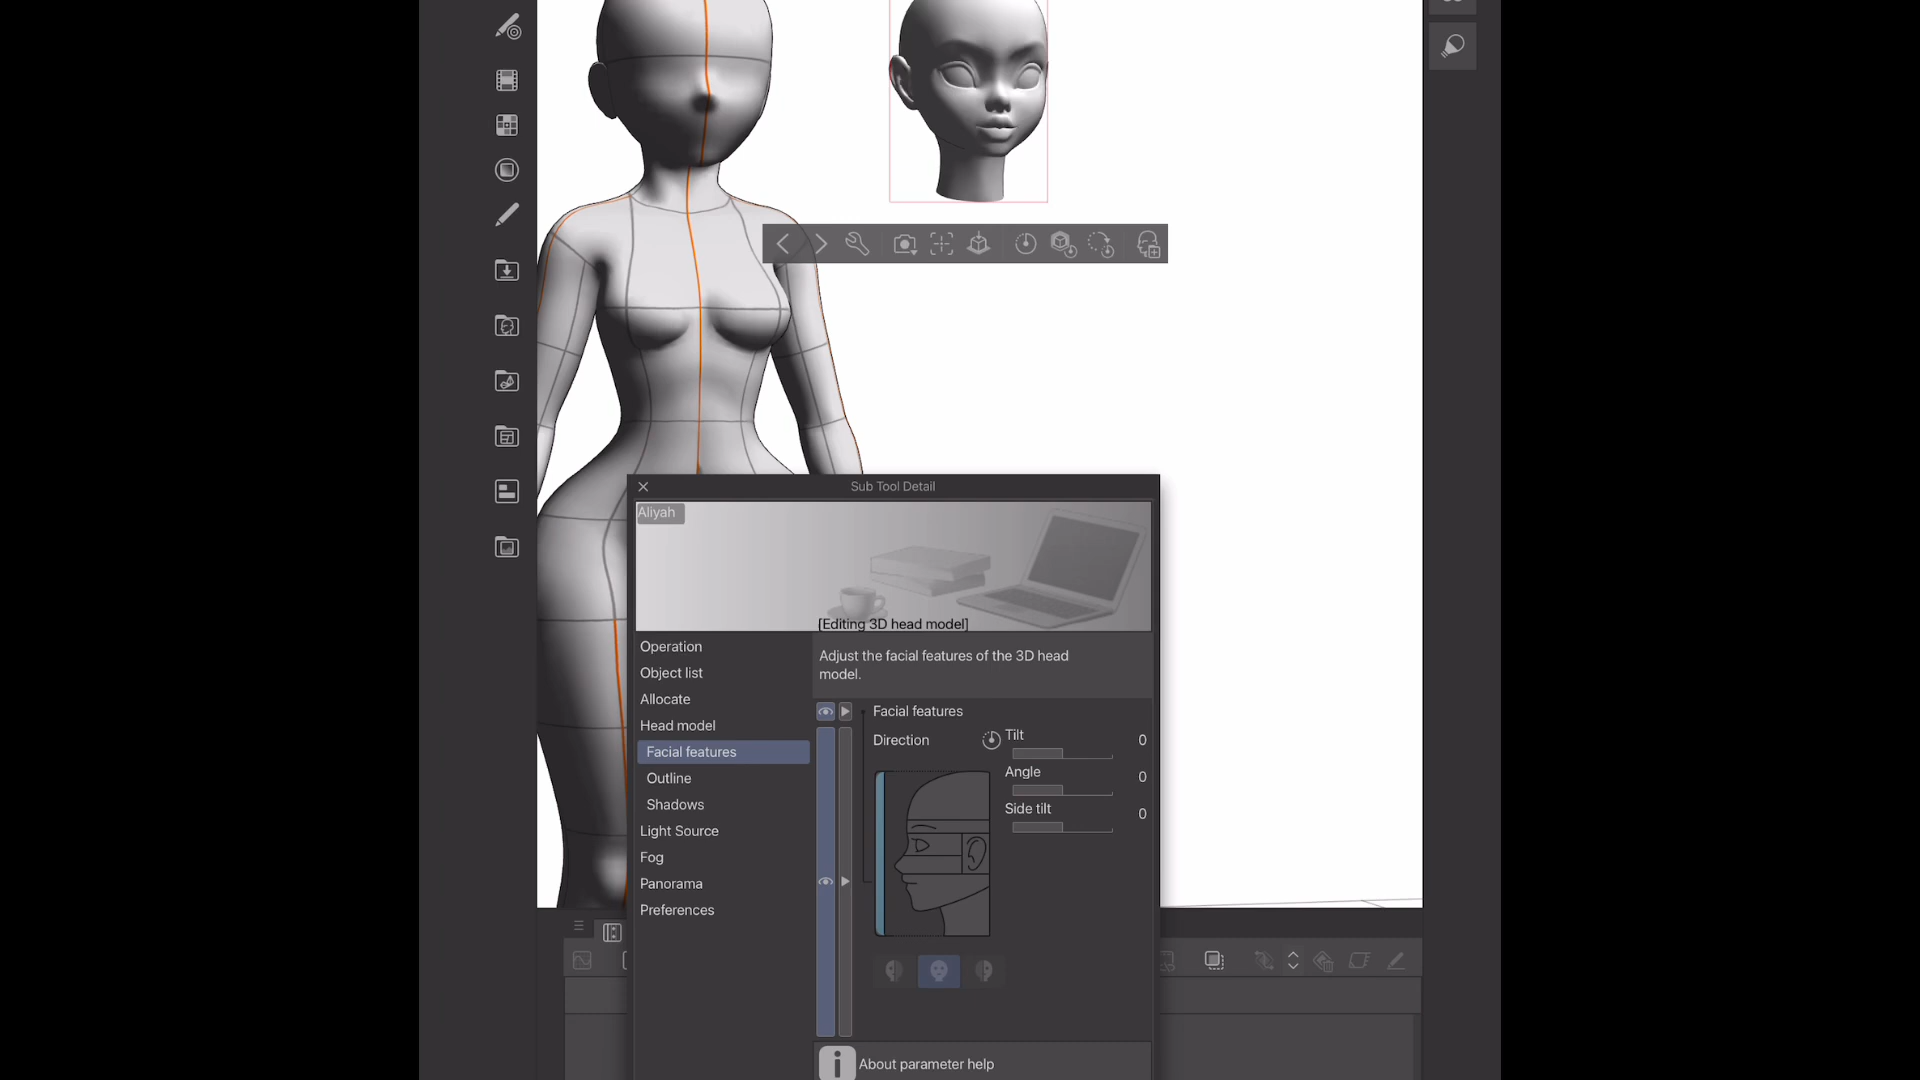 Sub Tool Detail
Aliyah
[Editing 3D head model]
Operation
Object list
Allocate
Head model
Facial features
Outline
Shadows
Light Source
Fog
Panorama
Preferences
Adjust the facial features of the 3D head
model.
Facial features
Direction
Tilt 0
Angle 0
Side tilt 0
About parameter help